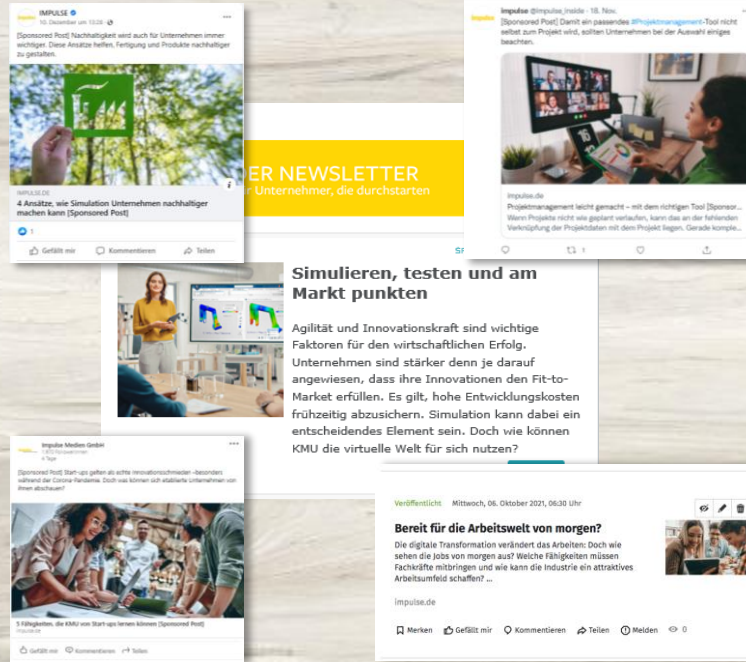 IMPULSE
10. Dezember um 13:28
[Sponsored Post] Nachhaltigkeit wird auch für Unternehmen immer
wichtiger. Diese Ansätze helfen, Fertigung und Produkte nachhaltiger
zu gestalten.
IMPULSE.DE
4 Ansätze, wie Simulation Unternehmen nachhaltiger
machen kann [Sponsored Post]
1
Gefällt mir Kommentieren Teilen
impulse @impulse_inside · 18. Nov.
[Sponsored Post] Damit ein passendes #Projektmanagement-Tool nicht
selbst zum Projekt wird, sollten Unternehmen bei der Auswahl einiges
beachten.
impulse.de
Projektmanagement leicht gemacht – mit dem richtigen Tool [Sponsor...
Wenn Projekte nicht wie geplant verlaufen, kann das an der fehlenden
Verknüpfung der Projektdaten mit dem Projekt liegen. Gerade komple...
1
ER NEWSLETTER
r Unternehmer, die durchstarten
Simulieren, testen und am
Markt punkten
Agilität und Innovationskraft sind wichtige
Faktoren für den wirtschaftlichen Erfolg.
Unternehmen sind stärker denn je darauf
angewiesen, dass ihre Innovationen den Fit-to-
Market erfüllen. Es gilt, hohe Entwicklungskosten
frühzeitig abzusichern. Simulation kann dabei ein
entscheidendes Element sein. Doch wie können
KMU die virtuelle Welt für sich nutzen?
Impulse Medien GmbH
4 Tage
[Sponsored Post] Start-ups gelten als echte Innovationsschmieden –besonders
während der Corona-Pandemie. Doch was können sich etablierte Unternehmen von
ihnen abschauen?
5 Fähigkeiten, die KMU von Start-ups lernen können [Sponsored Post]
impulse.de
Gefällt mir Kommentieren Teilen
Veröffentlicht Mittwoch, 06. Oktober 2021, 06:30 Uhr
Bereit für die Arbeitswelt von morgen?
Die digitale Transformation verändert das Arbeiten: Doch wie
sehen die Jobs von morgen aus? Welche Fähigkeiten müssen
Fachkräfte mitbringen und wie kann die Industrie ein attraktives
Arbeitsumfeld schaffen? ...
impulse.de
Merken Gefällt mir Kommentieren Teilen Melden 0